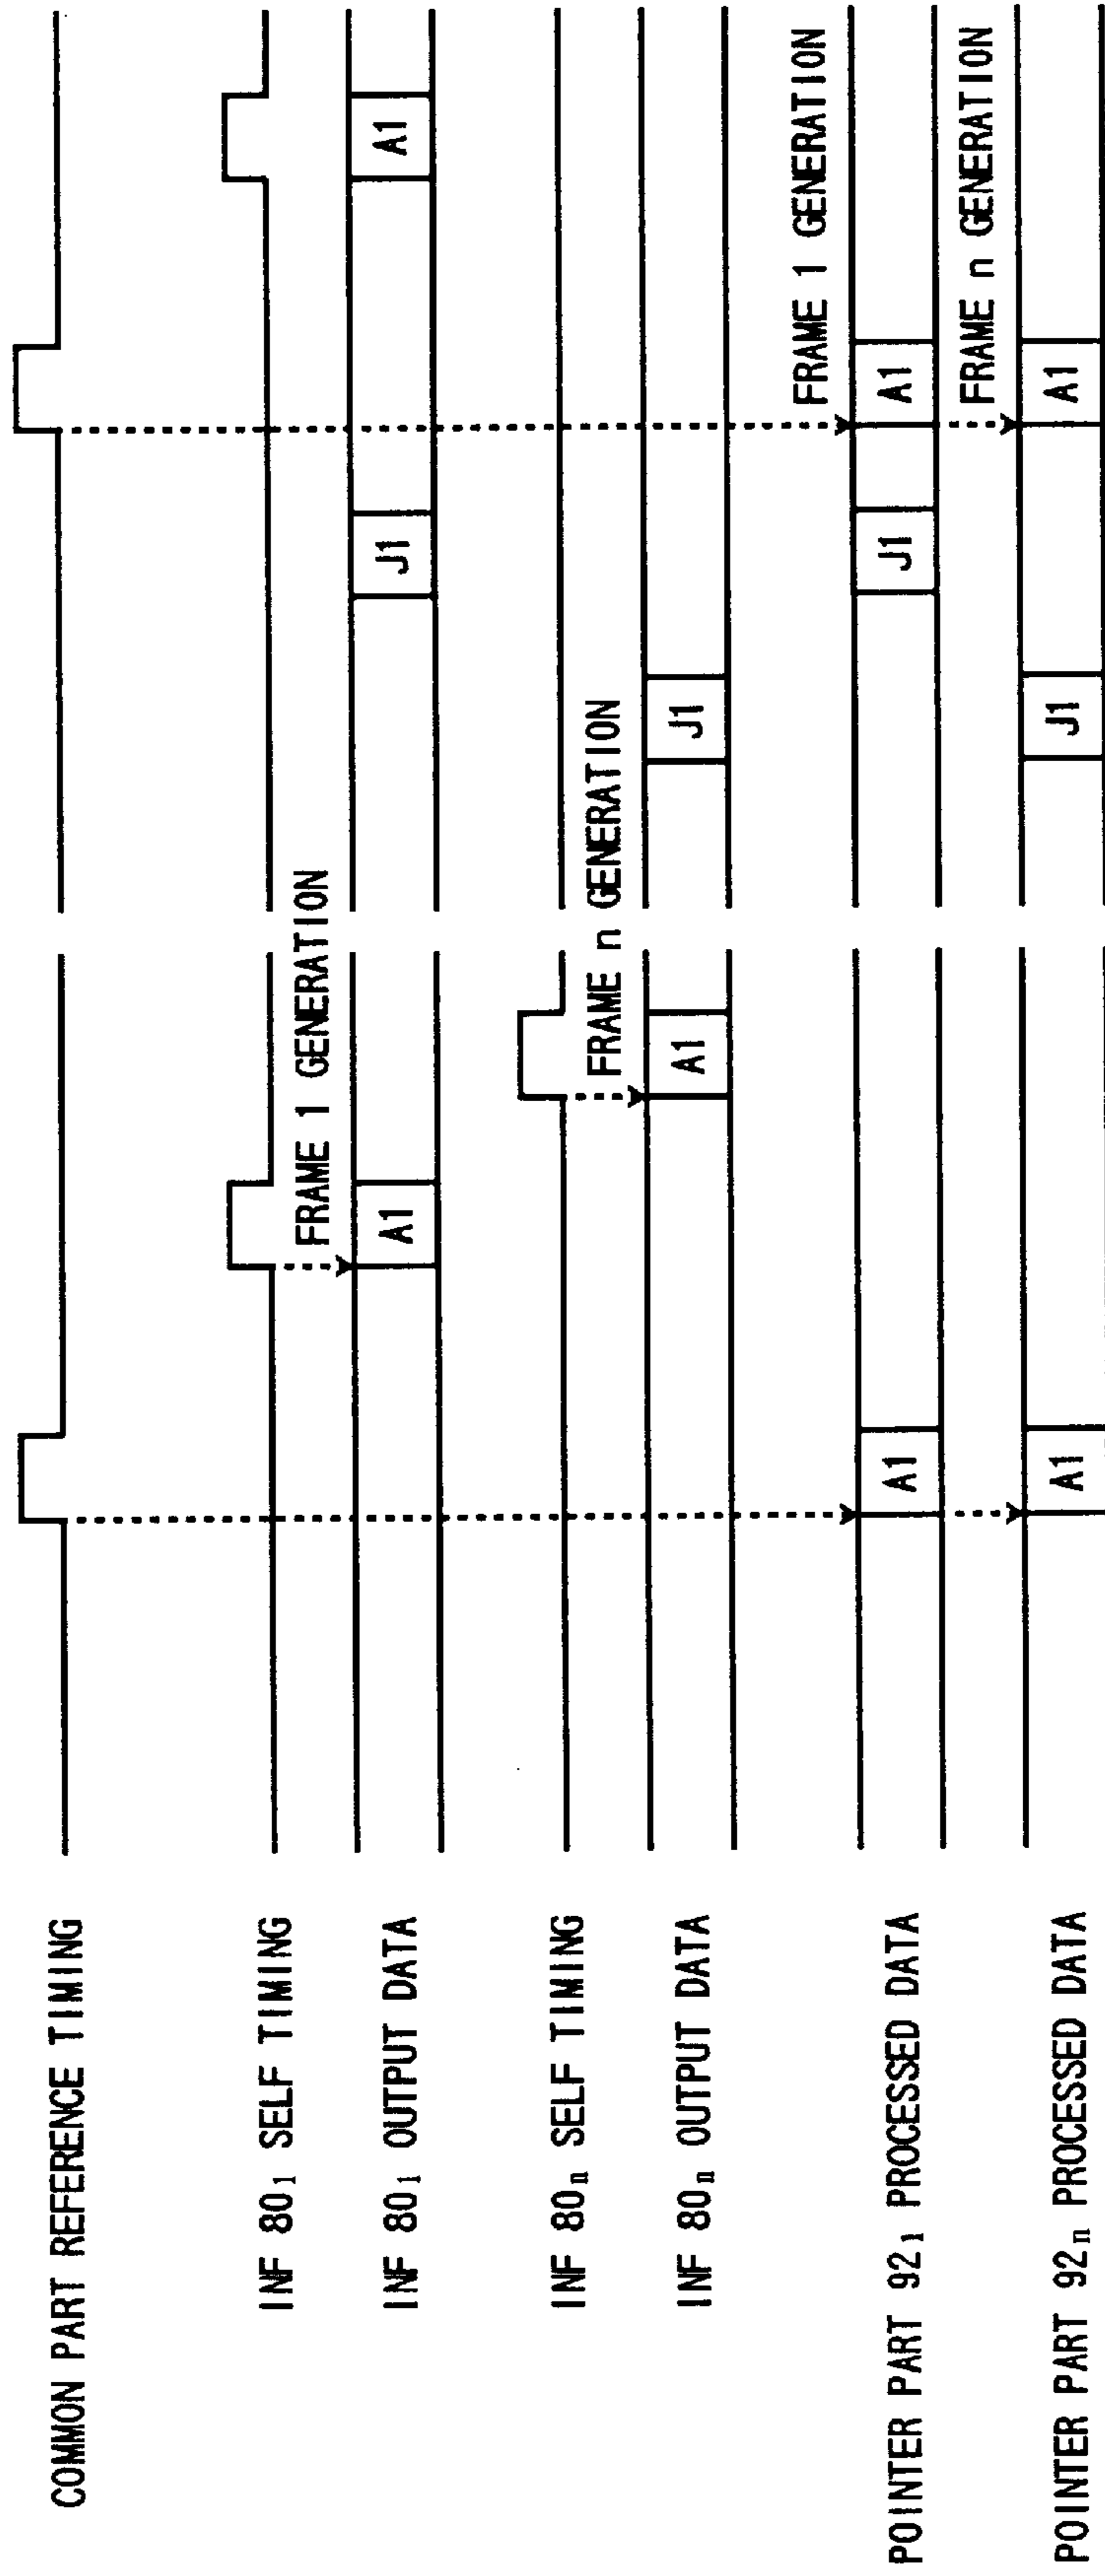 COMMON PART REFERENCE TIMING
INF 80₁ SELF TIMING
FRAME 1 GENERATION
INF 80₁ OUTPUT DATA
A1
J1
A1
INF 80ₙ SELF TIMING
FRAME n GENERATION
INF 80ₙ OUTPUT DATA
A1
J1
FRAME 1 GENERATION
POINTER PART 92₁ PROCESSED DATA
A1
J1
A1
FRAME n GENERATION
POINTER PART 92ₙ PROCESSED DATA
A1
J1
A1